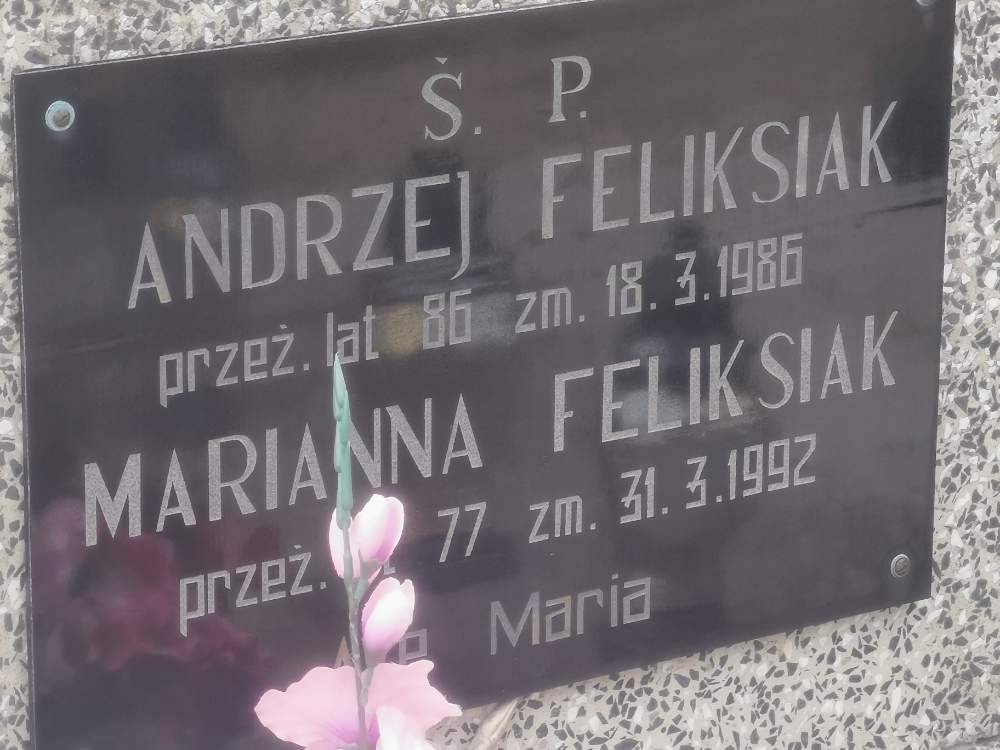 Ś. P.
ANDRZEJ FELIKSIAK
przeż. lat 86 zm. 18. 3. 1986
MARIANNA FELIKSIAK
przeż. 77 zm. 31. 3. 1992
Maria